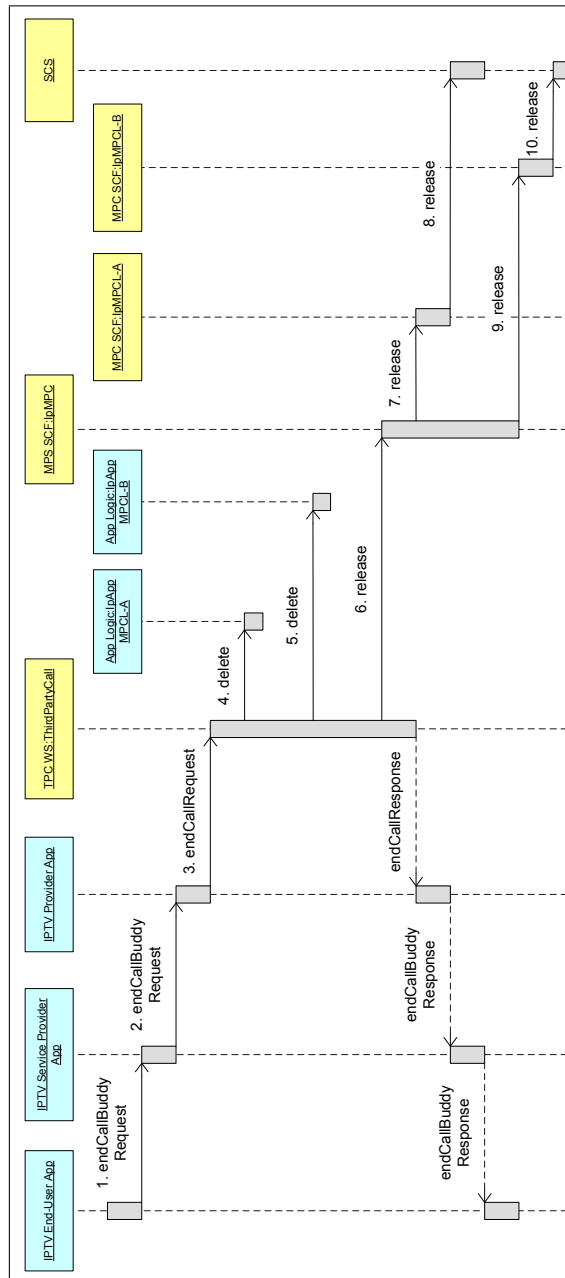 IPTV End-User App
IPTV Service Provider
App
IPTV Provider App
TPC WS:ThirdPartyCall
App Logic:IpApp
MPCL-A
App Logic:IpApp
MPCL-B
MPS SCF:IpMPC
MPC SCF:IpMPCL-A
MPC SCF:IpMPCL-B
SCS
1. endCallBuddy
Request
2. endCallBuddy
Request
3. endCallRequest
4. delete
5. delete
6. release
7. release
8. release
9. release
10. release
endCallResponse
endCallBuddy
Response
endCallBuddy
Response